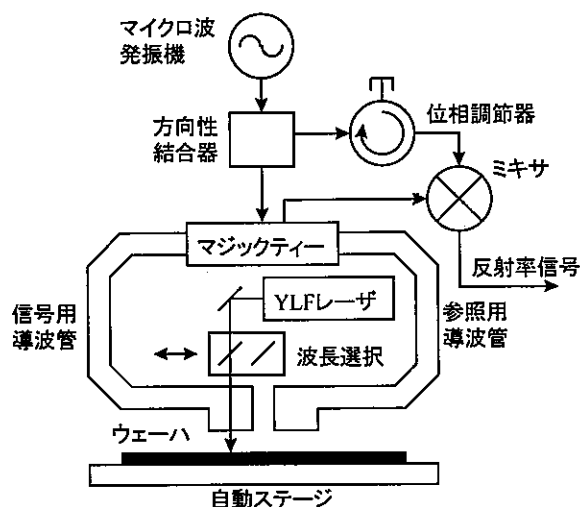 マイクロ波
発振機
方向性
結合器
位相調節器
ミキサ
マジックティー
反射率信号
YLFレーザ
信号用
導波管
参照用
導波管
波長選択
ウェーハ
自動ステージ